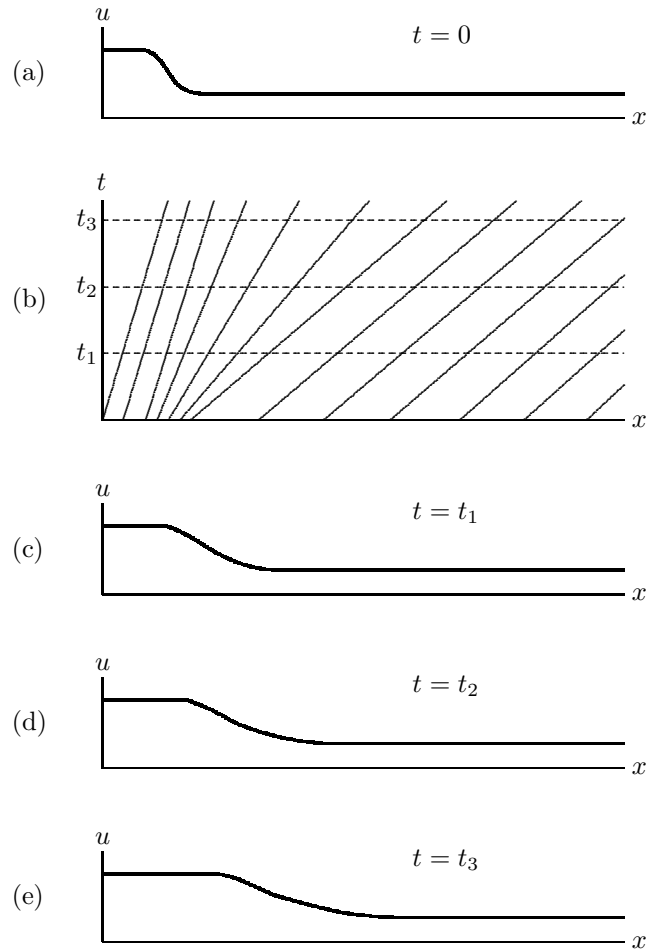 u
t = 0
(a)
x
t
t₃
(b)
t₂
t₁
x
u
t = t₁
(c)
x
u
t = t₂
(d)
x
u
t = t₃
(e)
x